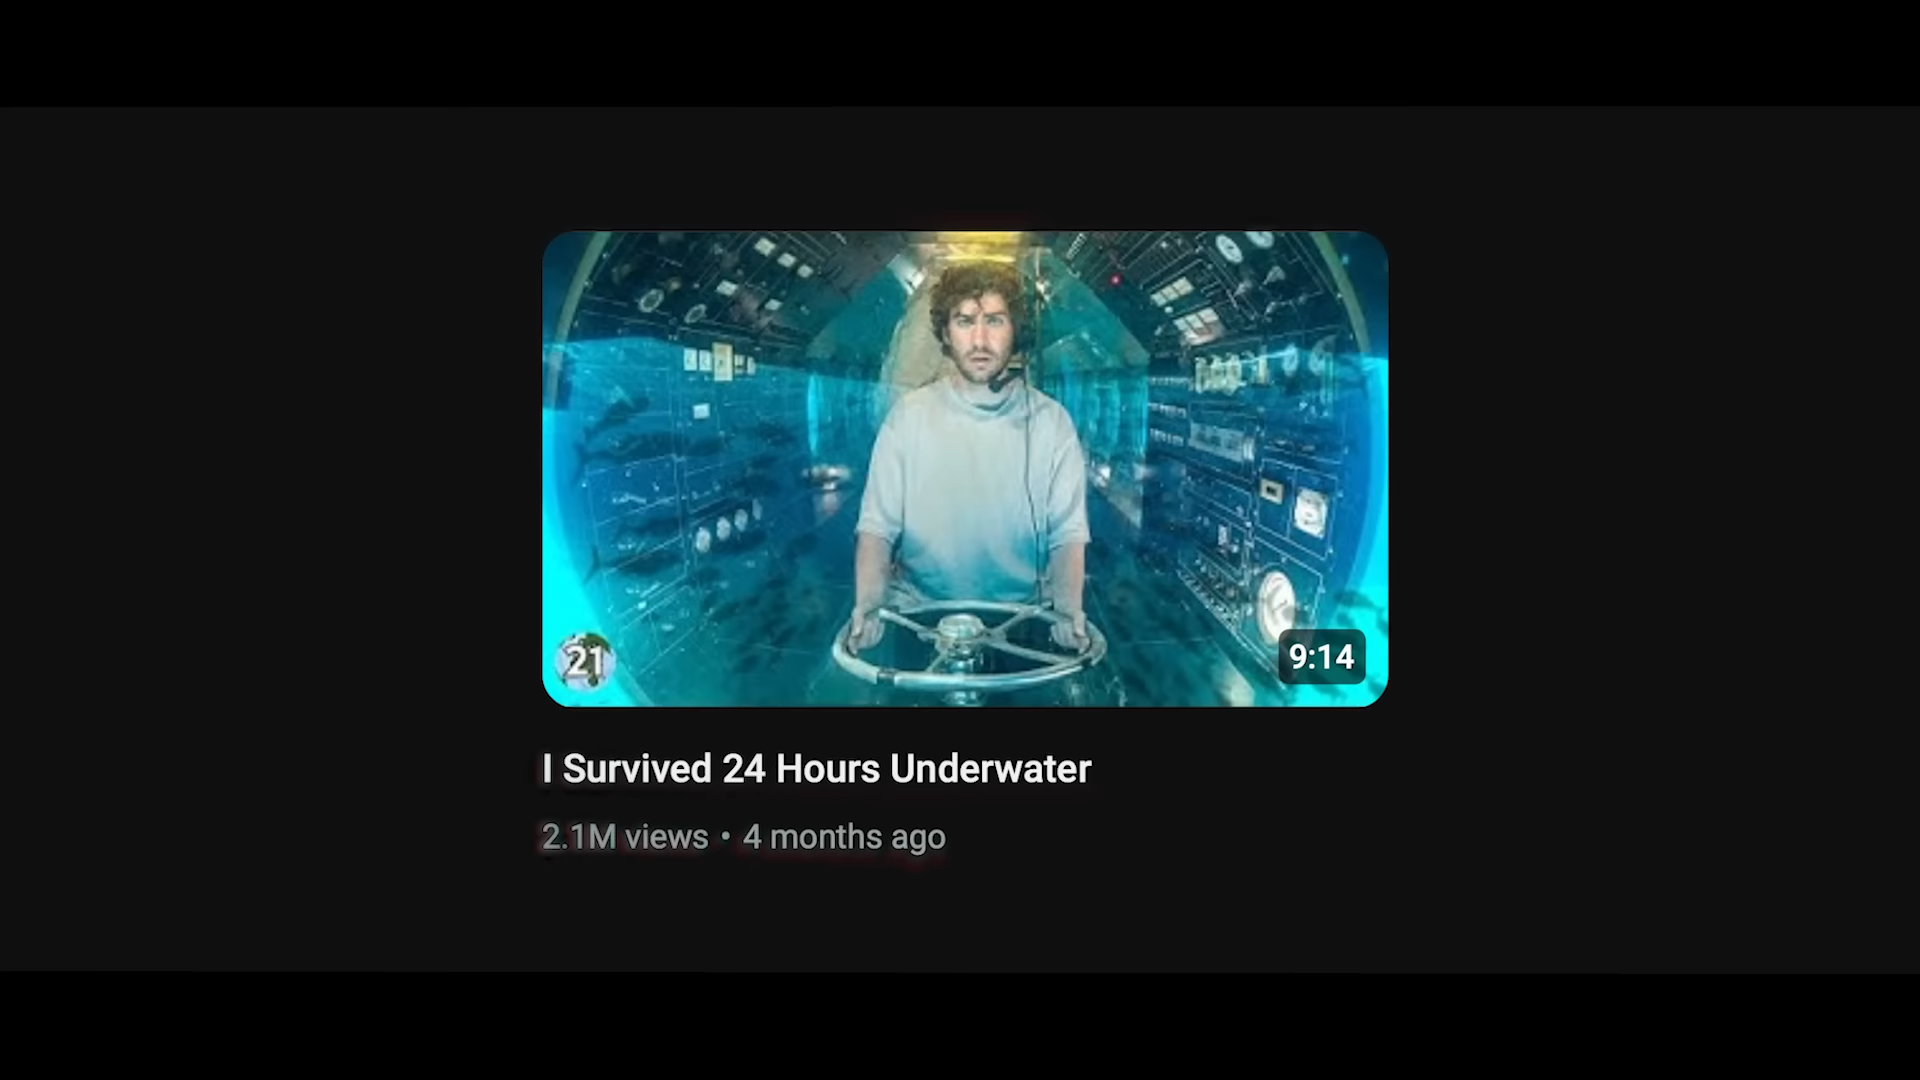 21
9:14
I Survived 24 Hours Underwater
2.1M views • 4 months ago